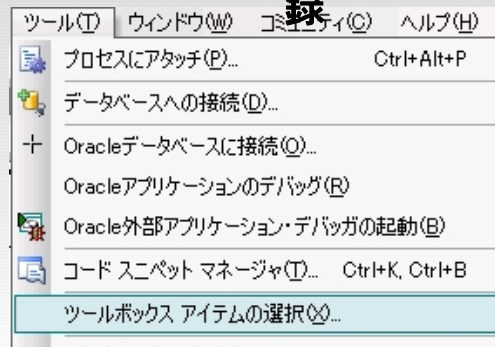 録
ツール(T) ウィンドウ(W) コミュニティ(C) ヘルプ(H)
プロセスにアタッチ(P)... Ctrl+Alt+P
データベースへの接続(D)...
Oracleデータベースに接続(O)...
Oracleアプリケーションのデバッグ(R)
Oracle外部アプリケーション・デバッガの起動(B)
コード スニペット マネージャ(T)... Ctrl+K, Ctrl+B
ツールボックス アイテムの選択(X)...